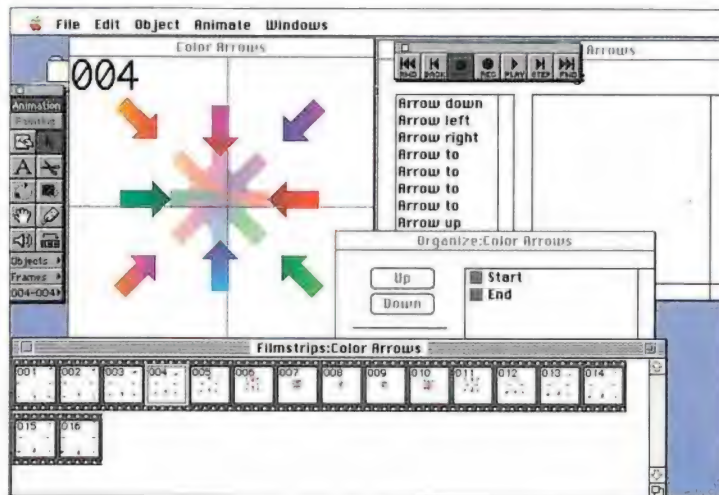 File Edit Object Animate Windows
Color Arrows
004
Arrows
RWD BACK REC PLAY STEP FWD
Arrow down
Arrow left
Arrow right
Arrow to
Arrow to
Arrow to
Arrow to
Arrow up
Animation
Painting
A
Objects
Frames
004-004
Organize:Color Arrows
Up
Down
Start
End
Filmstrips:Color Arrows
001 002 003 004 005 006 007 008 009 010 011 012 013 014
015 016